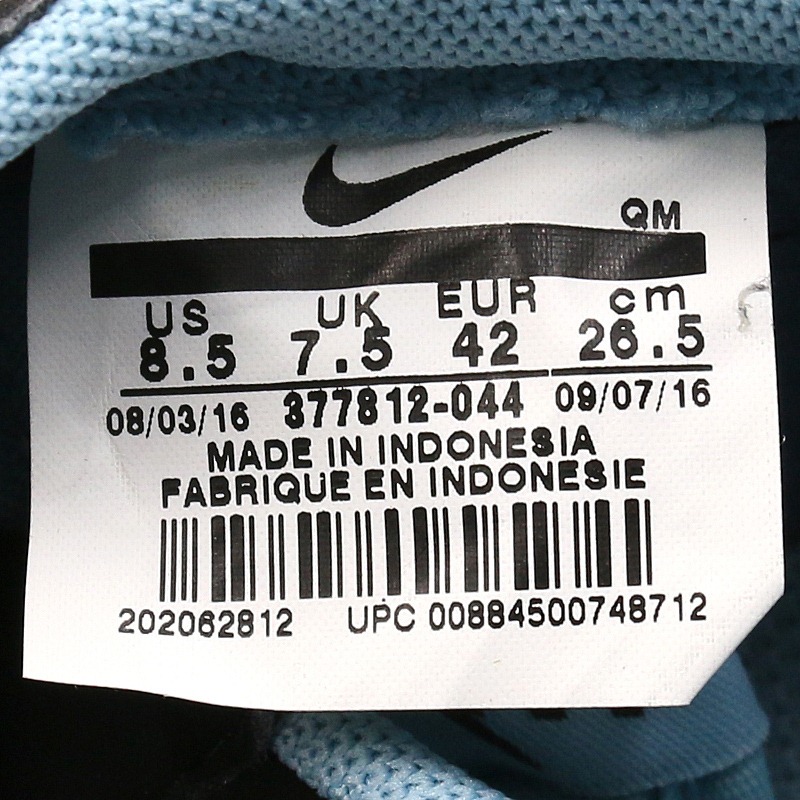 QM
US UK EUR cm
8.5 7.5 42 26.5
08/03/16 377812-044 09/07/16
MADE IN INDONESIA
FABRIQUE EN INDONESIE
202062812 UPC 00884500748712